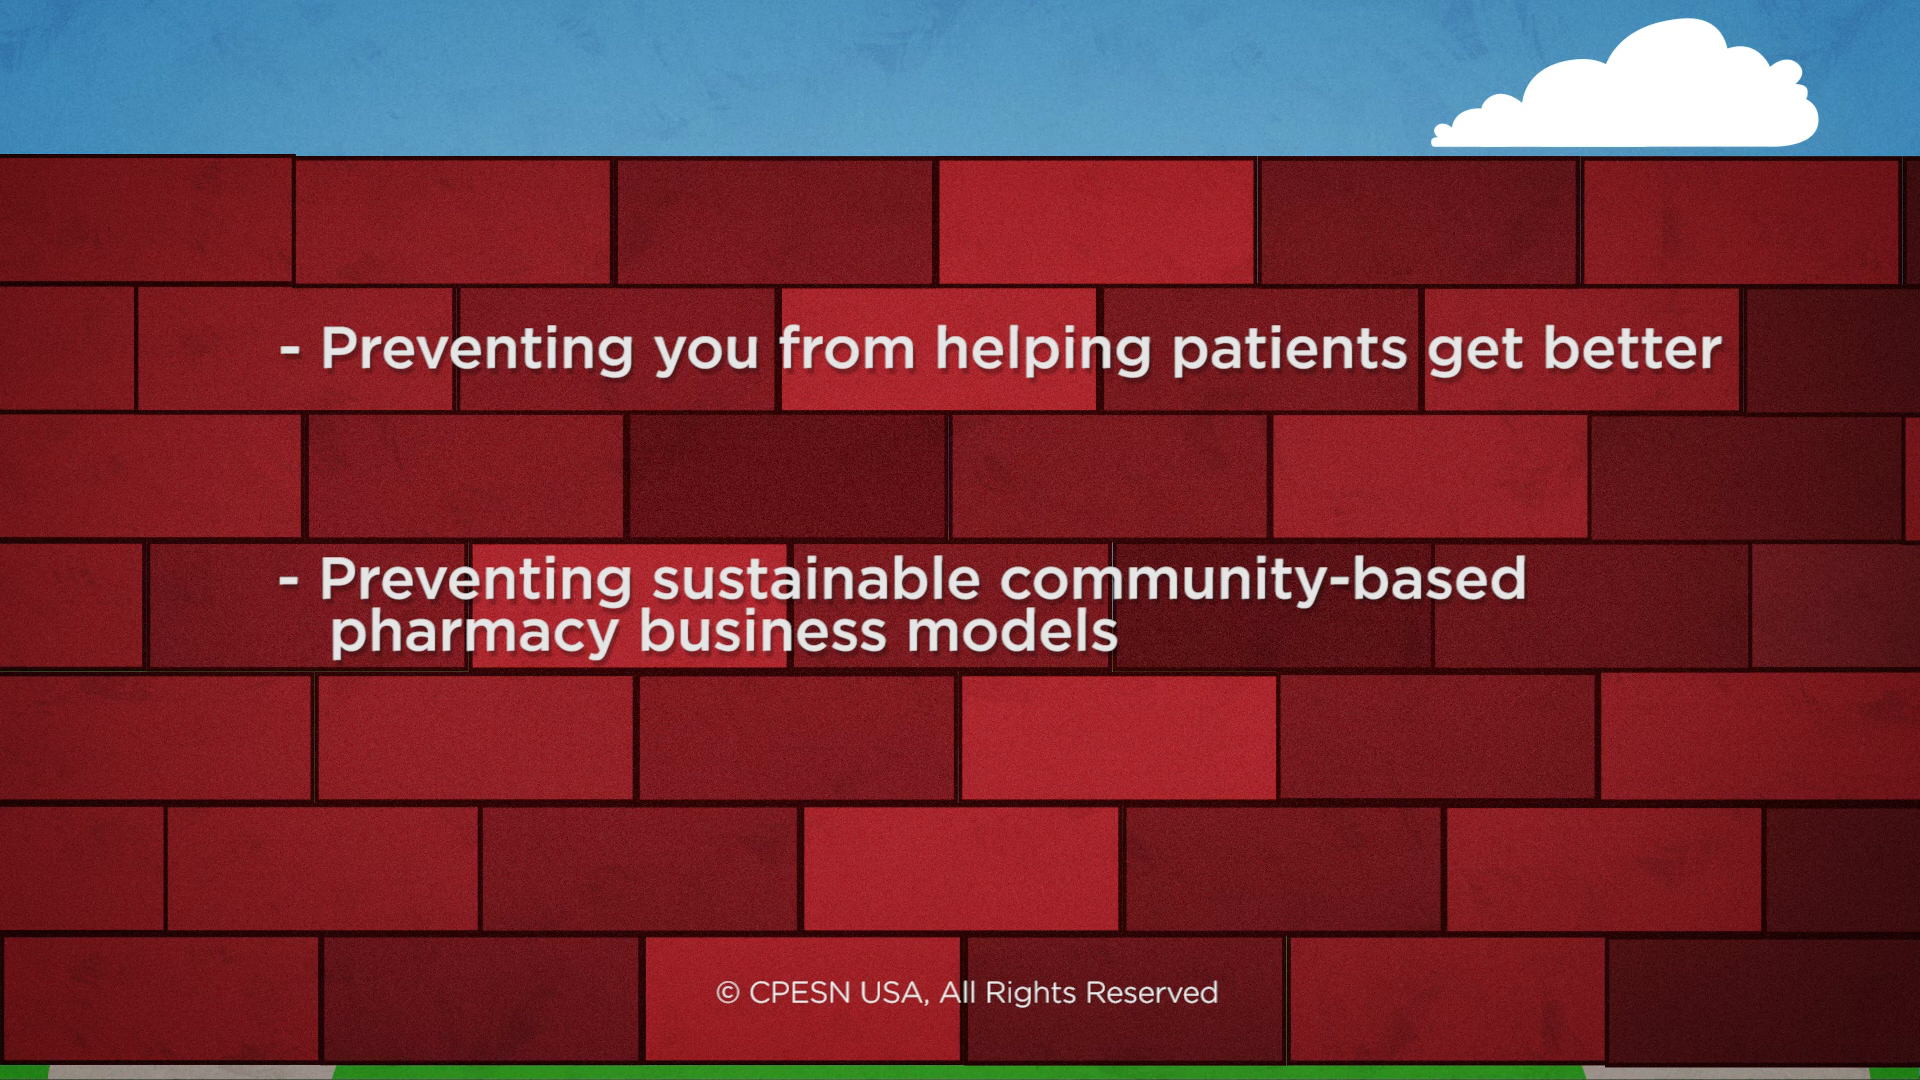 - Preventing you from helping patients get better
- Preventing sustainable community-based
pharmacy business models
© CPESN USA, All Rights Reserved